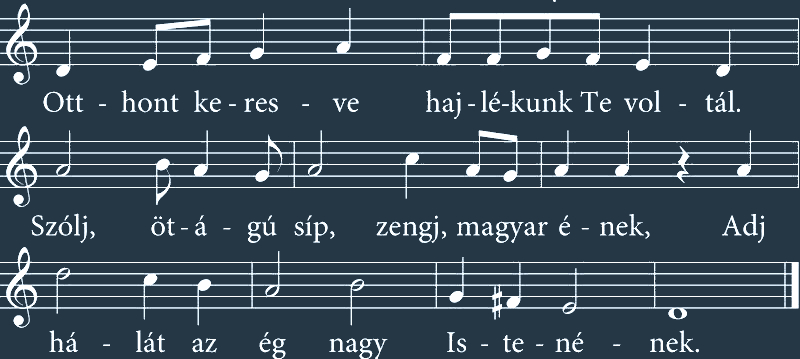 Ott - hont ke - res - ve haj - lé-kunk Te vol - tál.
Szólj, öt - á - gú síp, zengj, magyar é - nek, Adj
há - lát az ég nagy Is - te - né - nek.